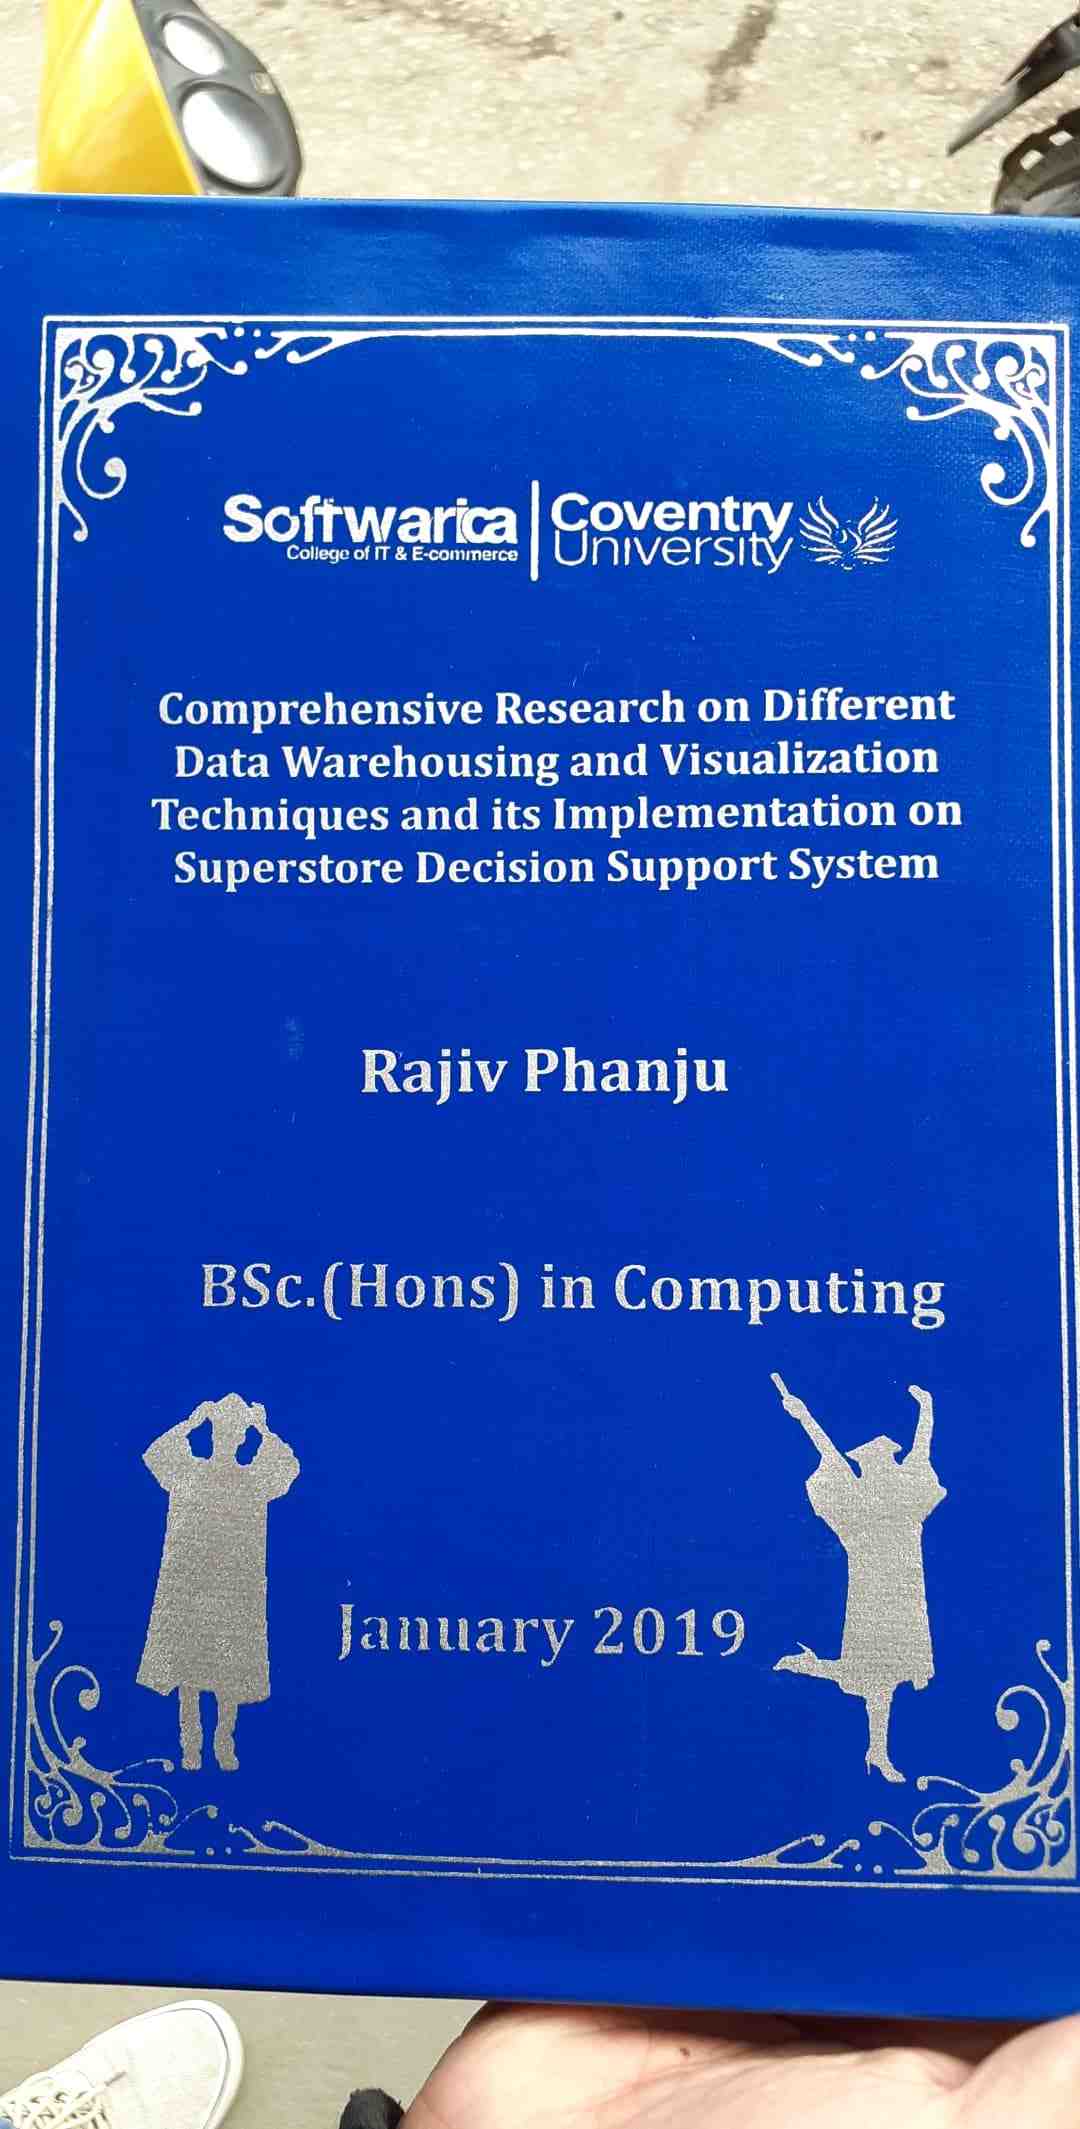 Softwarica
College of IT & E-commerce
Coventry
University
Comprehensive Research on Different
Data Warehousing and Visualization
Techniques and its Implementation on
Superstore Decision Support System
Rajiv Phanju
BSc.(Hons) in Computing
January 2019